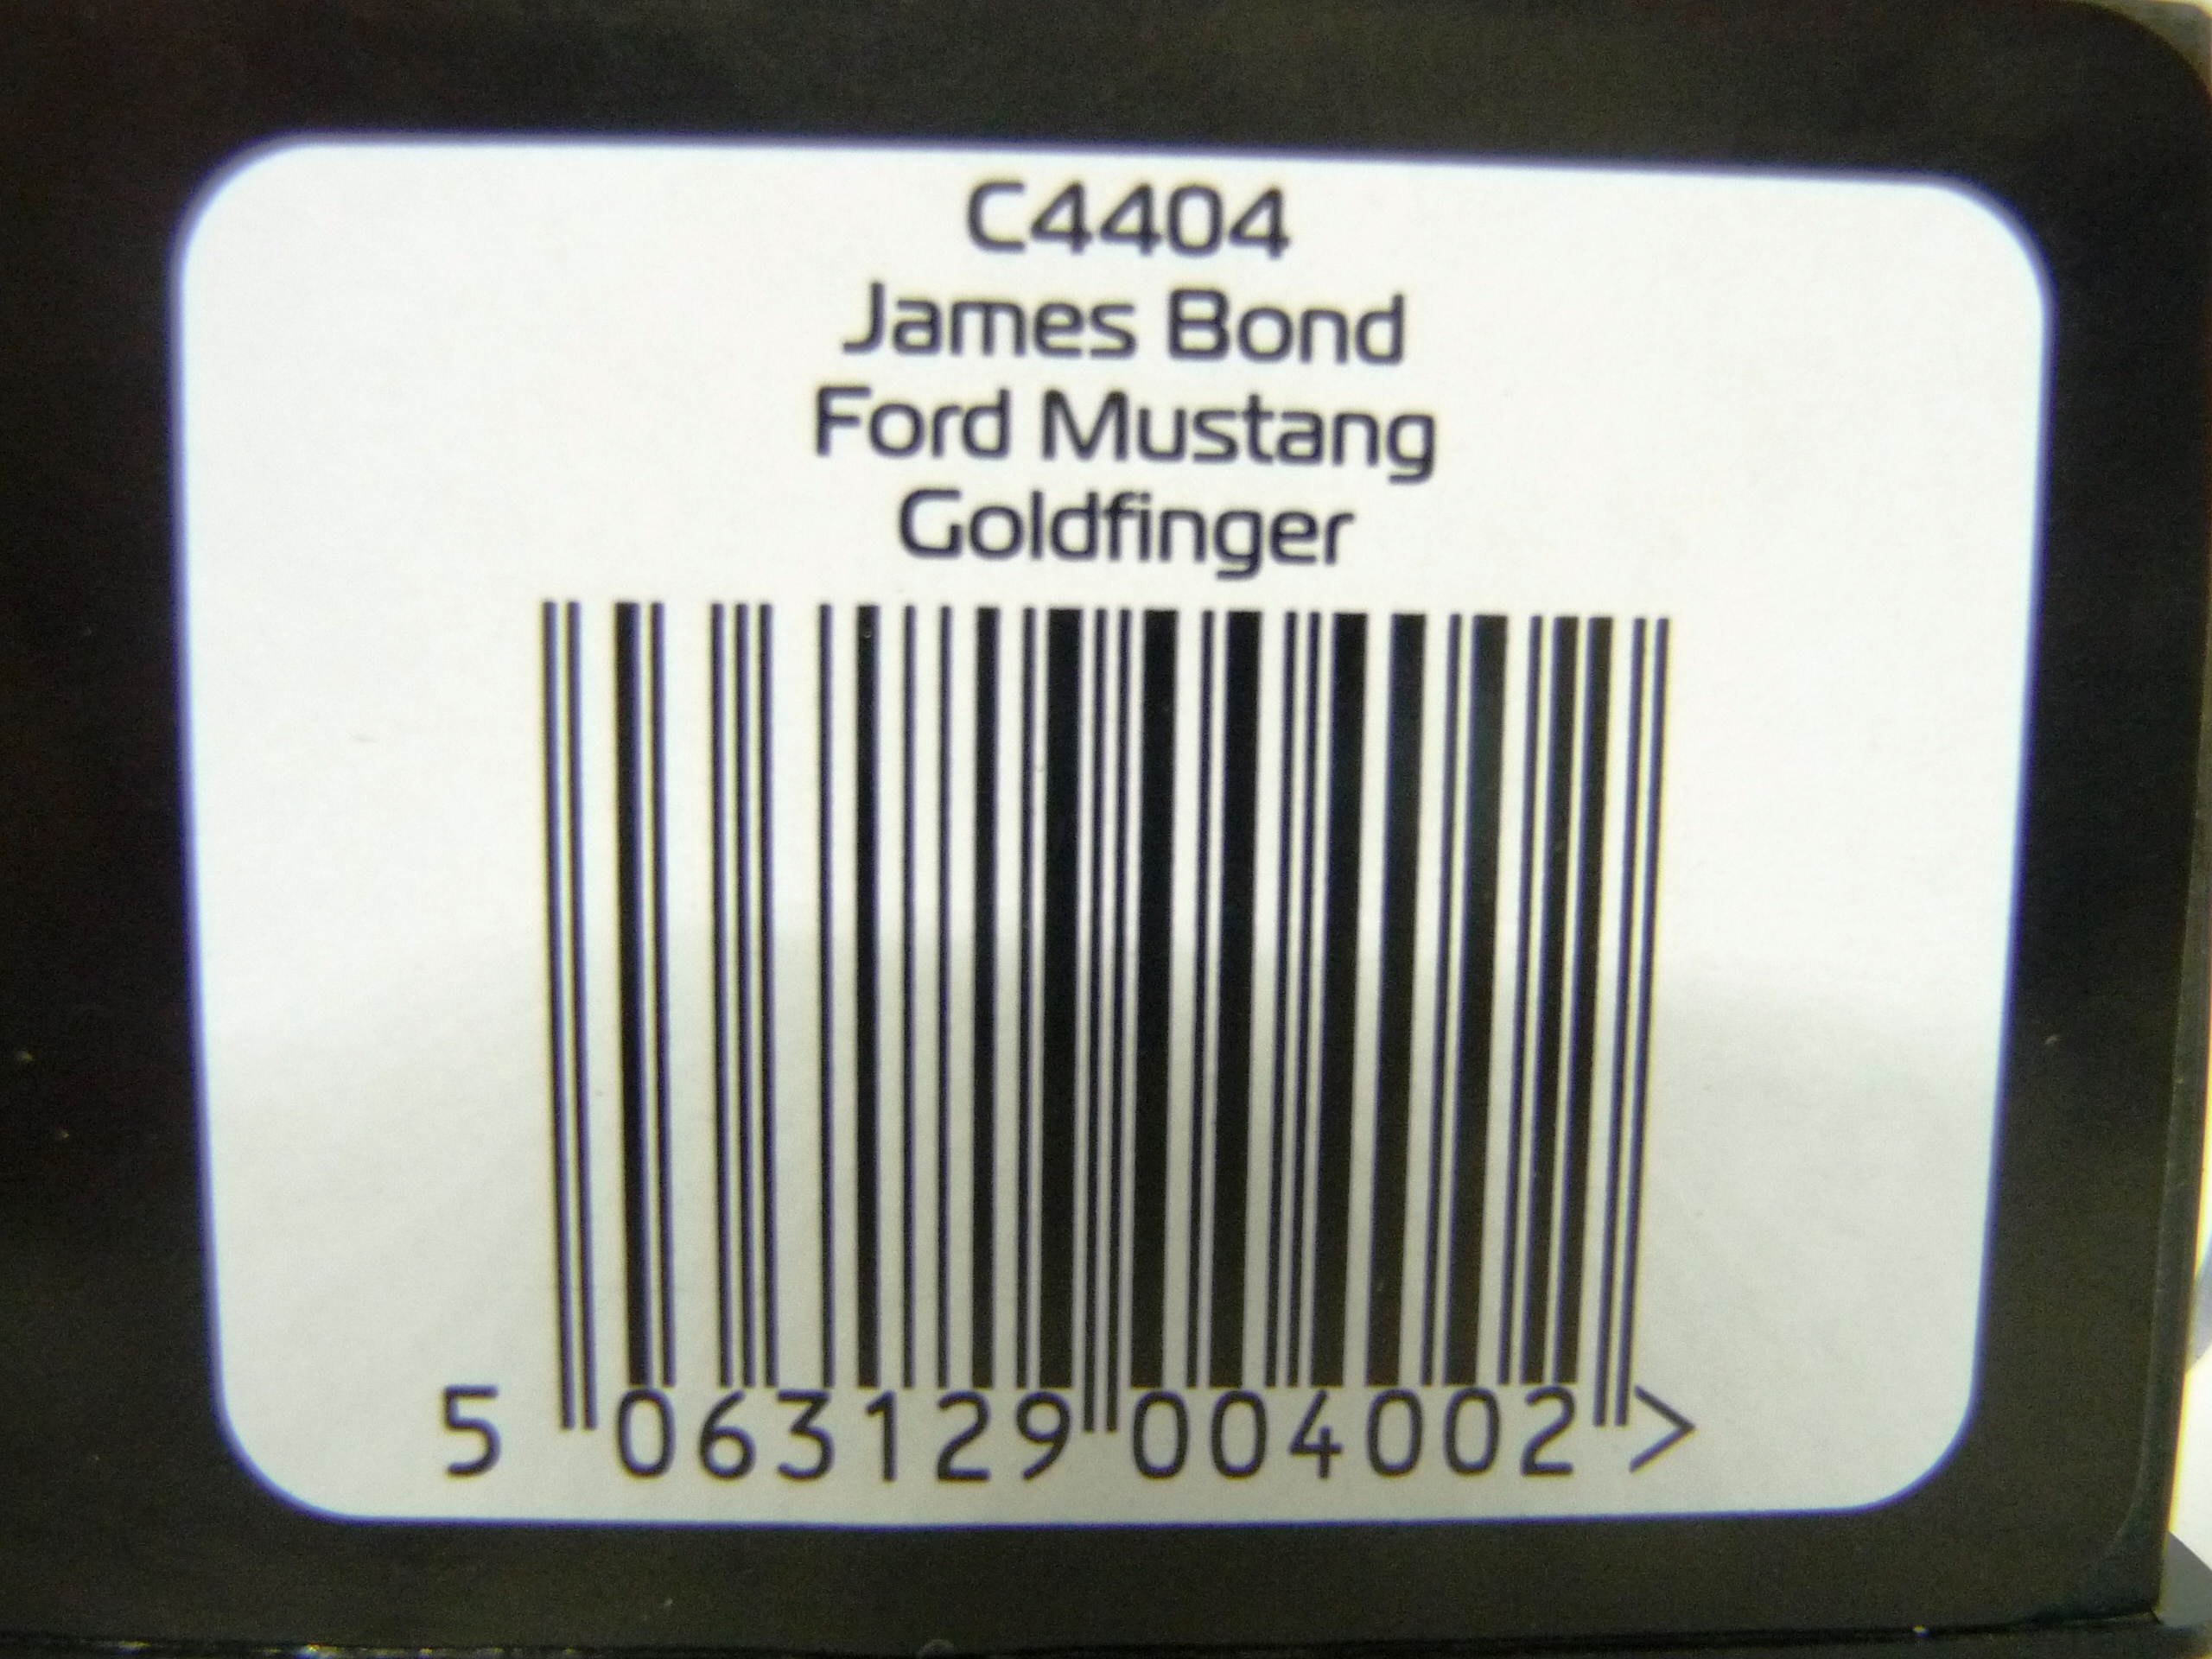 C4404
James Bond
Ford Mustang
Goldfinger
5 063129 004002 >